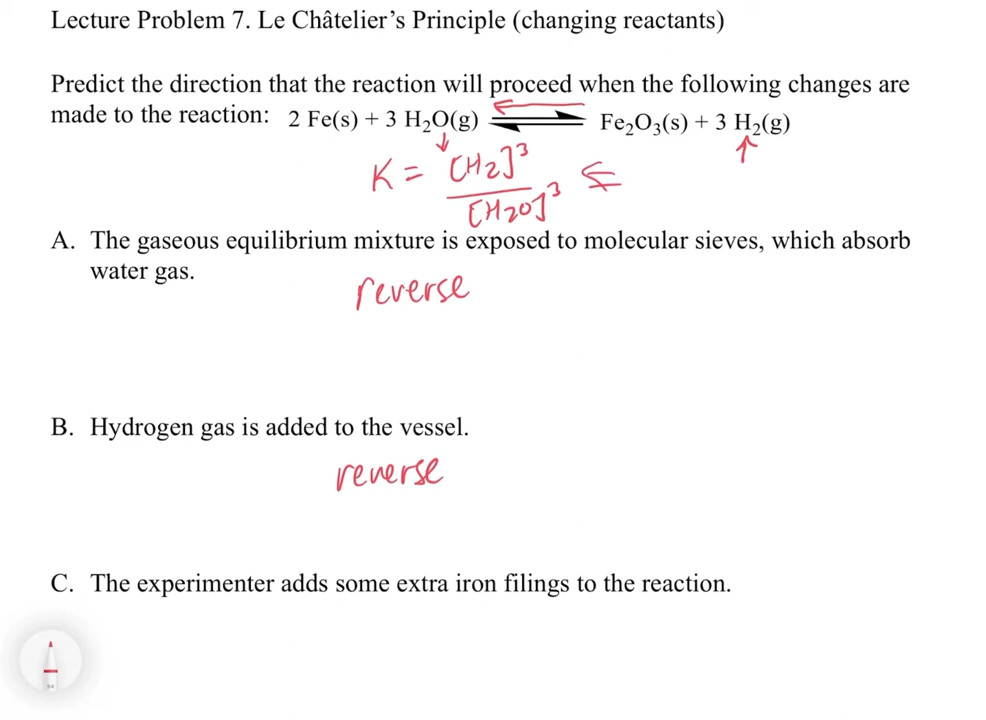 Lecture Problem 7. Le Châtelier's Principle (changing reactants)
Predict the direction that the reaction will proceed when the following changes are
made to the reaction: 2 Fe(s) + 3 H₂O(g) ⇌ Fe₂O₃(s) + 3 H₂(g)
K = [H2]³
[H2O]³
A. The gaseous equilibrium mixture is exposed to molecular sieves, which absorb
water gas.
reverse
B. Hydrogen gas is added to the vessel.
reverse
C. The experimenter adds some extra iron filings to the reaction.